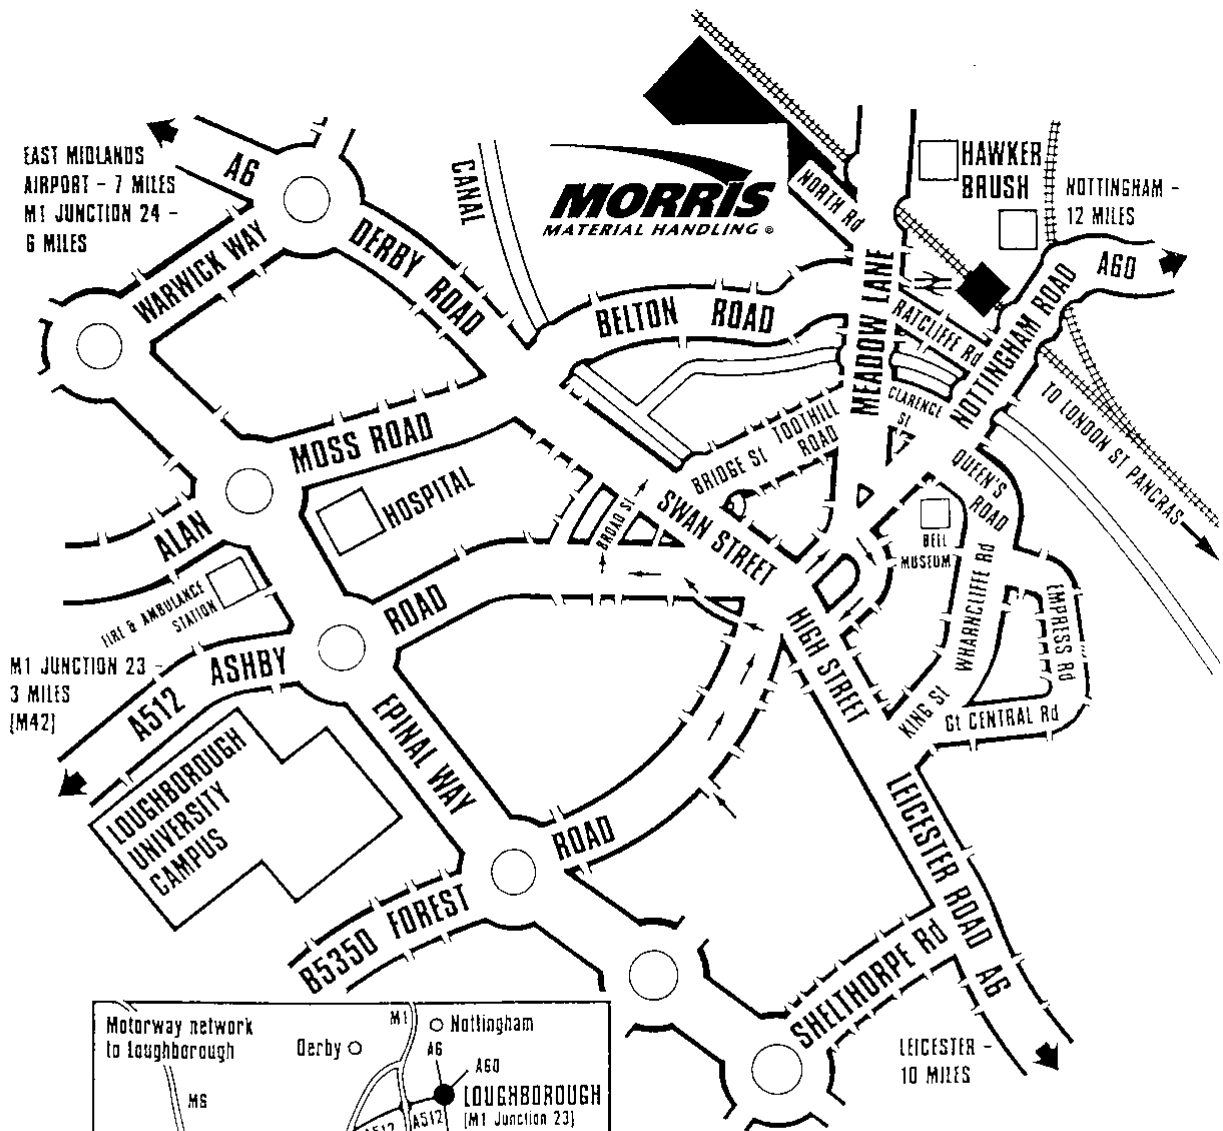 EAST MIDLANDS
AIRPORT - 7 MILES
M1 JUNCTION 24 -
6 MILES
A6
WARWICK WAY
DERBY ROAD
CANAL
MORRIS
MATERIAL HANDLING ®
NORTH Rd
HAWKER
BRUSH
NOTTINGHAM -
12 MILES
A60
BELTON ROAD
MEADOW LANE
RATCLIFFE Rd
NOTTINGHAM ROAD
CLARENCE
St
TO LONDON ST PANCRAS
MOSS ROAD
HOSPITAL
BRIDGE St
TOOTHILL
ROAD
BROAD St
SWAN STREET
QUEEN'S
ROAD
BELL
MUSEUM
WHARNCLIFFE Rd
EMPRESS Rd
ALAN
FIRE & AMBULANCE
STATION
M1 JUNCTION 23 -
3 MILES
[M42]
A512 ASHBY
ROAD
EPINAL WAY
HIGH STREET
KING St
Gt CENTRAL Rd
LOUGHBOROUGH
UNIVERSITY
CAMPUS
B5350 FOREST
ROAD
LEICESTER ROAD A6
SHELTHORPE Rd
LEICESTER -
10 MILES
Motorway network
to Loughborough
M1
Nottingham
Derby
A6
A60
M6
LOUGHBOROUGH
[M1 Junction 23]
A512
A512